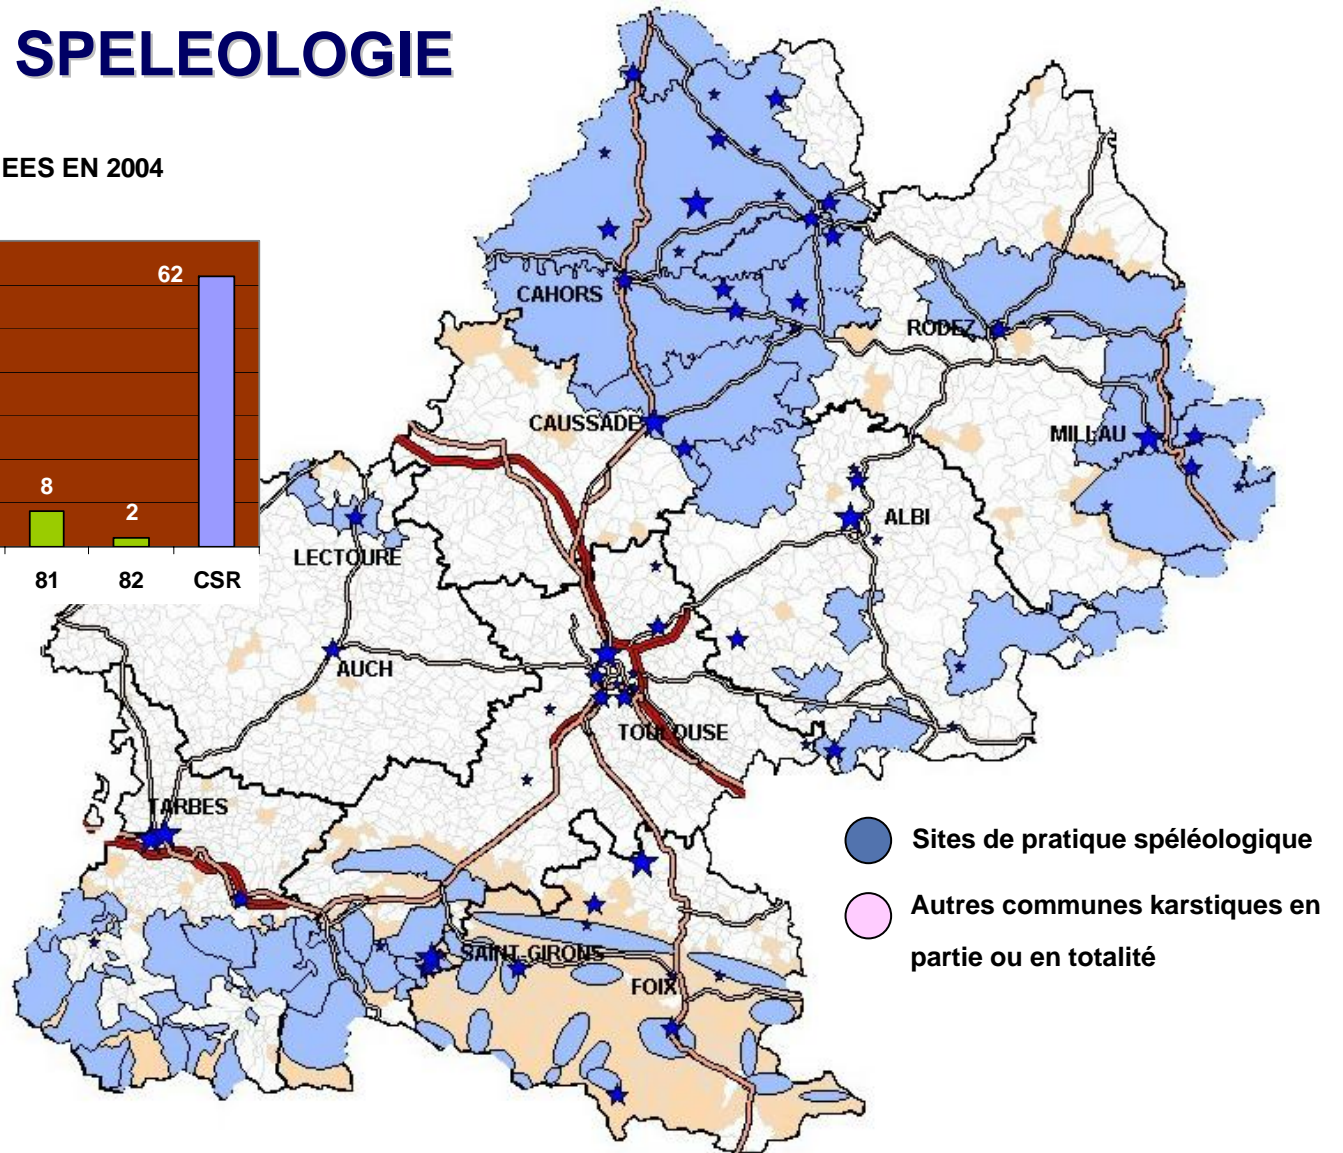 SPELEOLOGIE
EES EN 2004
62
8
2
81 82 CSR
CAHORS
RODEZ
CAUSSADE
MILLAU
ALBI
LECTOURE
AUCH
TOULOUSE
TARBES
SAINT-GIRONS
FOIX
Sites de pratique spéléologique
Autres communes karstiques en
partie ou en totalité